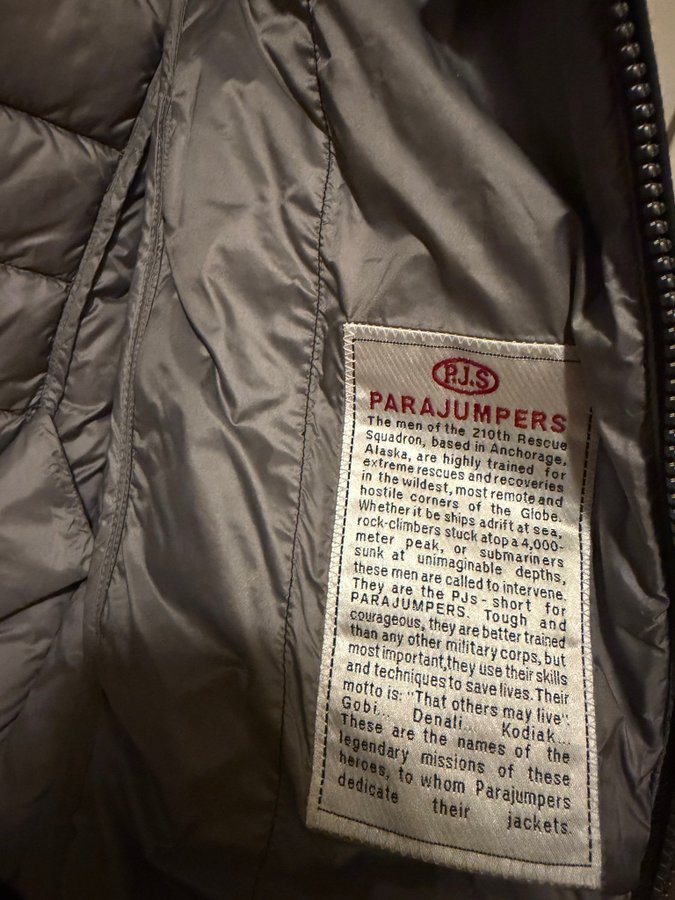 P.J.S
PARAJUMPERS
The men of the 210th Rescue
Squadron, based in Anchorage,
Alaska, are highly trained for
extreme rescues and recoveries
in the wildest, most remote and
hostile corners of the Globe.
Whether it be ships adrift at sea,
rock-climbers stuck atop a 4,000-
meter peak, or submariners
sunk at unimaginable depths,
these men are called to intervene.
They are the PJs - short for
PARAJUMPERS. Tough and
courageous, they are better trained
than any other military corps, but
most important,they use their skills
and techniques to save lives. Their
motto is: "That others may live".
Gobi... Denali... Kodiak...
These are the names of the
legendary missions of these
heroes, to whom Parajumpers
dedicate their jackets.